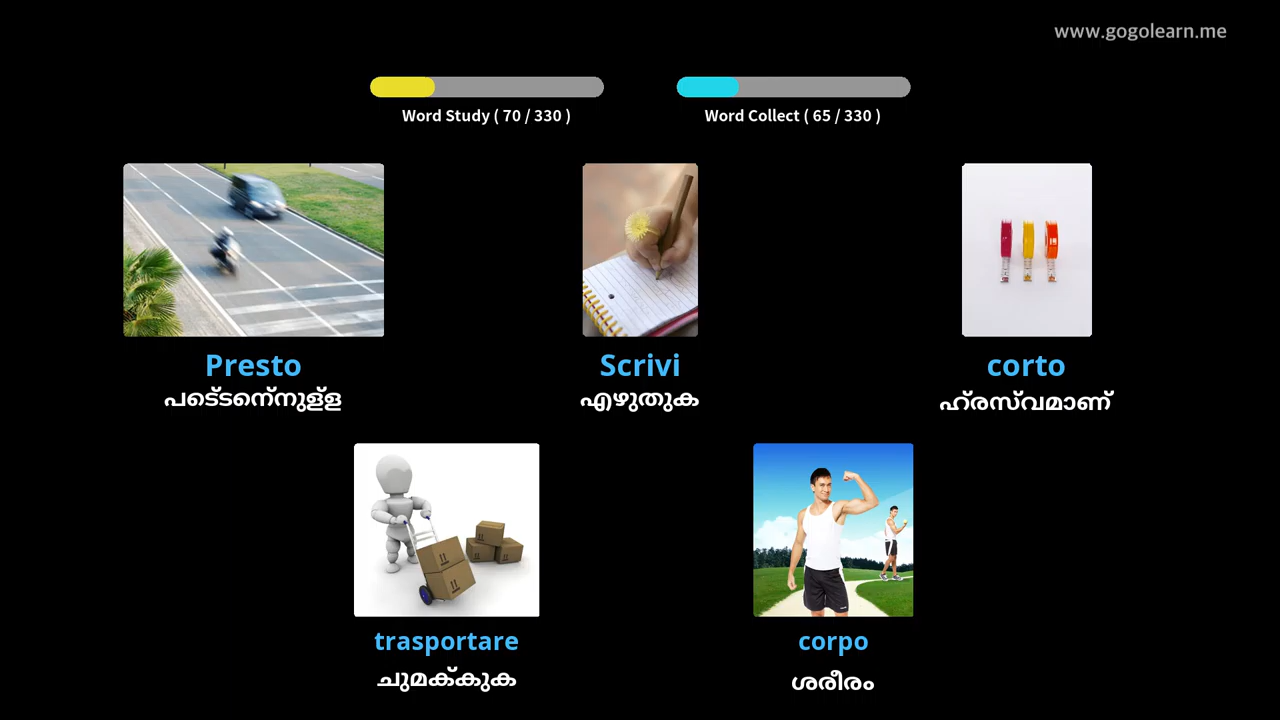 www.gogolearn.me
Word Study ( 70 / 330 )
Word Collect ( 65 / 330 )
Presto
പെട്ടെന്നുള്ള
Scrivi
എഴുതുക
corto
ഹ്രസ്വമാണ്
trasportare
ചുമക്കുക
corpo
ശരീരം